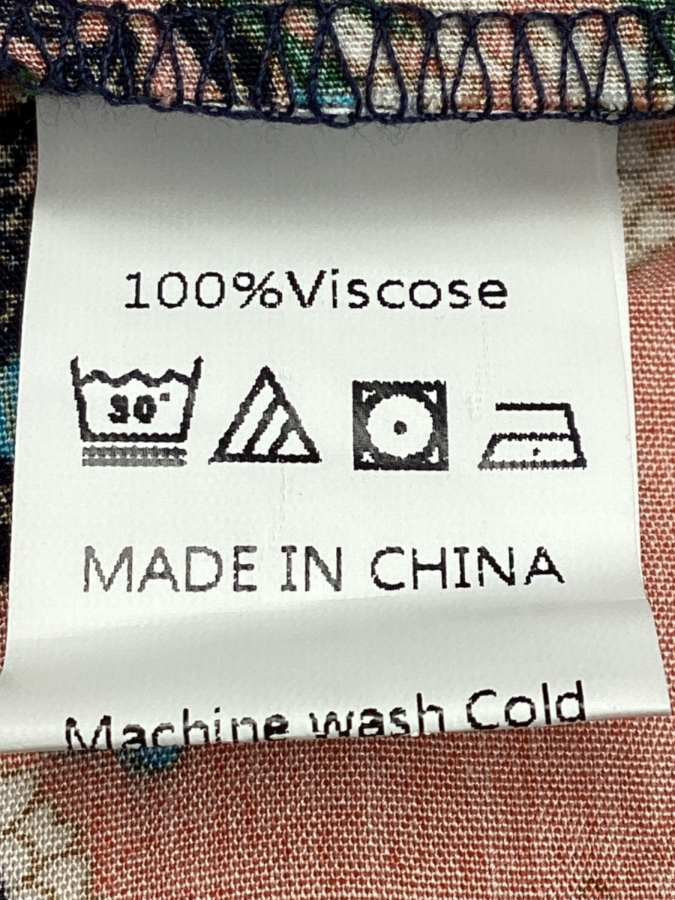 100%Viscose
30°
MADE IN CHINA
Machine wash Cold